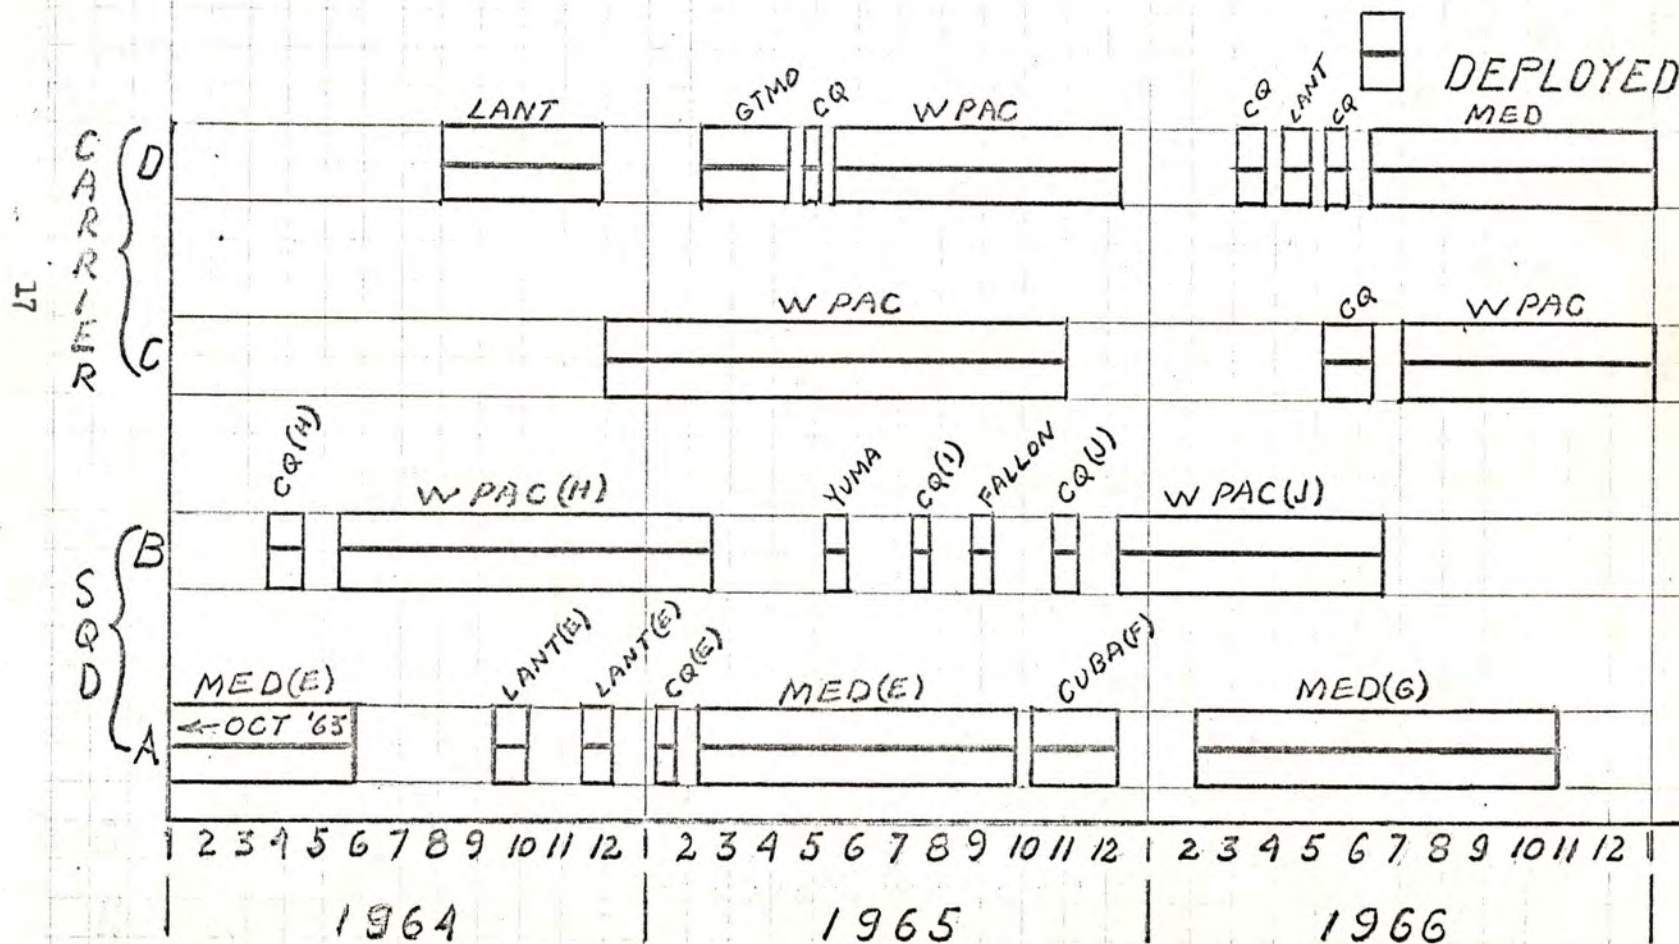 DEPLOYED
LANT GTMO CQ W PAC CQ LANT CQ MED
CARRIER
D
W PAC CQ W PAC
C
17
CQ(H) W PAC(H) YUMA CQ(I) FALLON CQ(J) W PAC(J)
SQD
B
MED(E) LANT(E) LANT(E) CQ(E) MED(E) CUBA(F) MED(G)
←OCT '63
A
1 2 3 4 5 6 7 8 9 10 11 12 1 2 3 4 5 6 7 8 9 10 11 12 1 2 3 4 5 6 7 8 9 10 11 12 1
1964 1965 1966